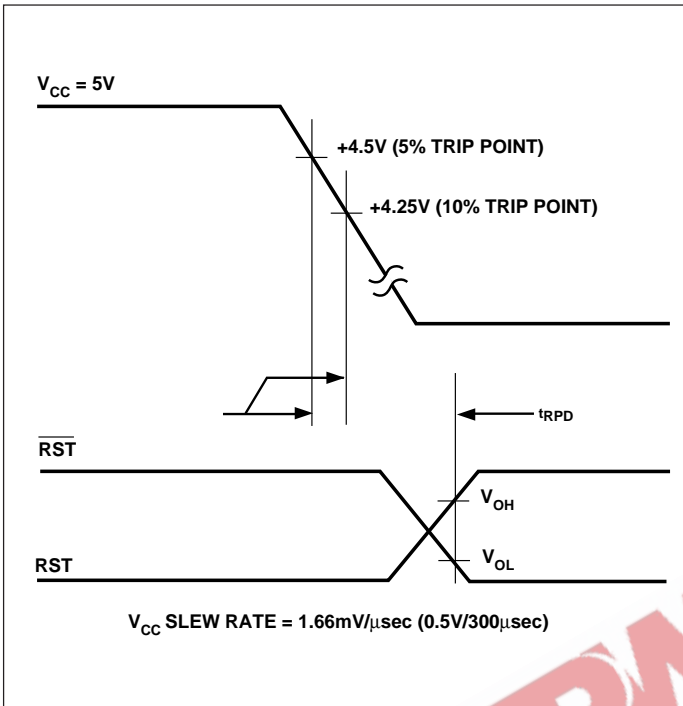 V_CC = 5V
+4.5V (5% TRIP POINT)
+4.25V (10% TRIP POINT)
t_RPD
R̅S̅T̅
V_OH
RST
V_OL
V_CC SLEW RATE = 1.66mV/μsec (0.5V/300μsec)